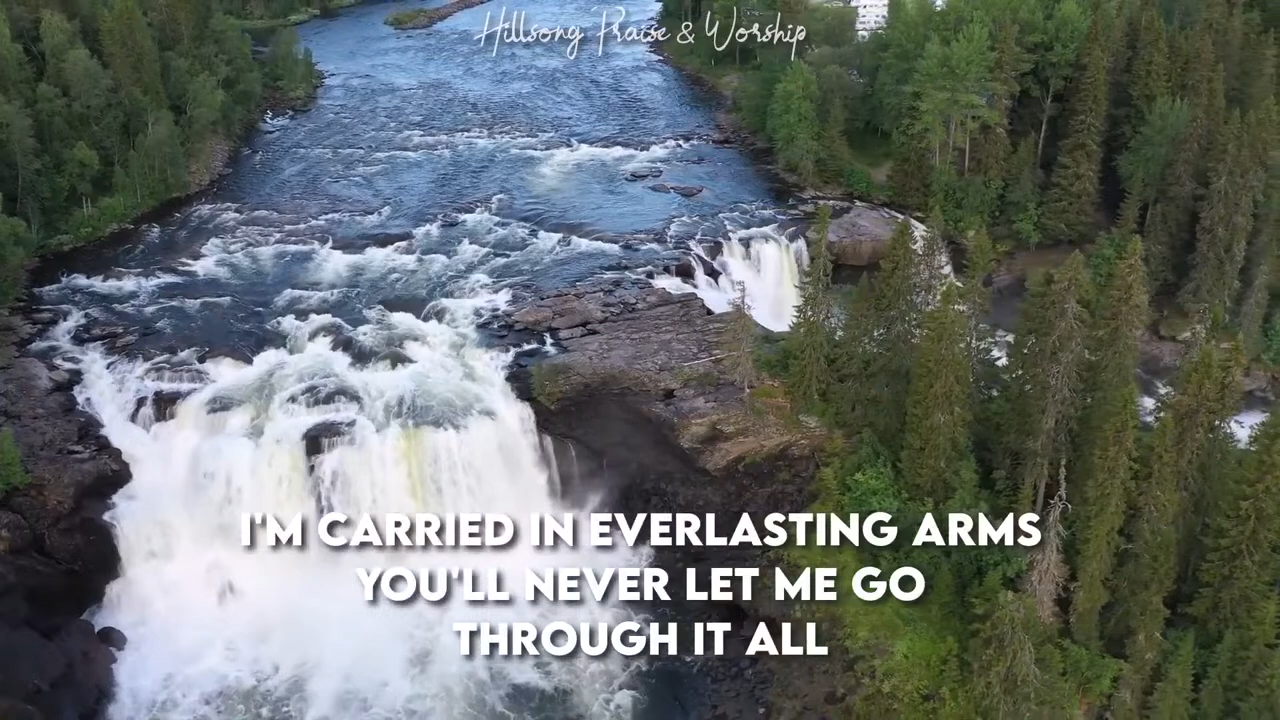 Hillsong Praise & Worship
I'M CARRIED IN EVERLASTING ARMS
YOU'LL NEVER LET ME GO
THROUGH IT ALL